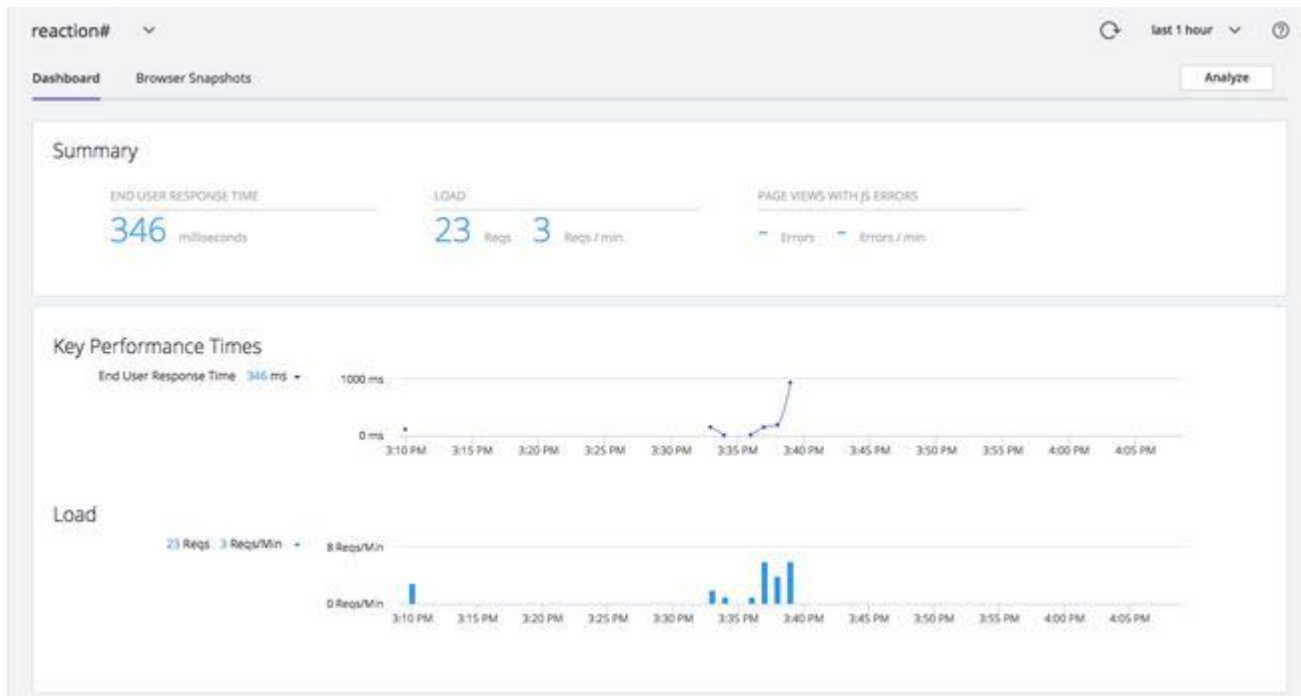 reaction#
last 1 hour
Dashboard Browser Snapshots
Analyze
Summary
END USER RESPONSE TIME LOAD PAGE VIEWS WITH JS ERRORS
346 milliseconds 23 Reqs 3 Reqs / min - Errors - Errors / min
Key Performance Times
End User Response Time 346 ms
1000 ms
0 ms
3:10 PM 3:15 PM 3:20 PM 3:25 PM 3:30 PM 3:35 PM 3:40 PM 3:45 PM 3:50 PM 3:55 PM 4:00 PM 4:05 PM
Load
23 Reqs 3 Reqs/Min
8 Reqs/Min
0 Reqs/Min
3:10 PM 3:15 PM 3:20 PM 3:25 PM 3:30 PM 3:35 PM 3:40 PM 3:45 PM 3:50 PM 3:55 PM 4:00 PM 4:05 PM